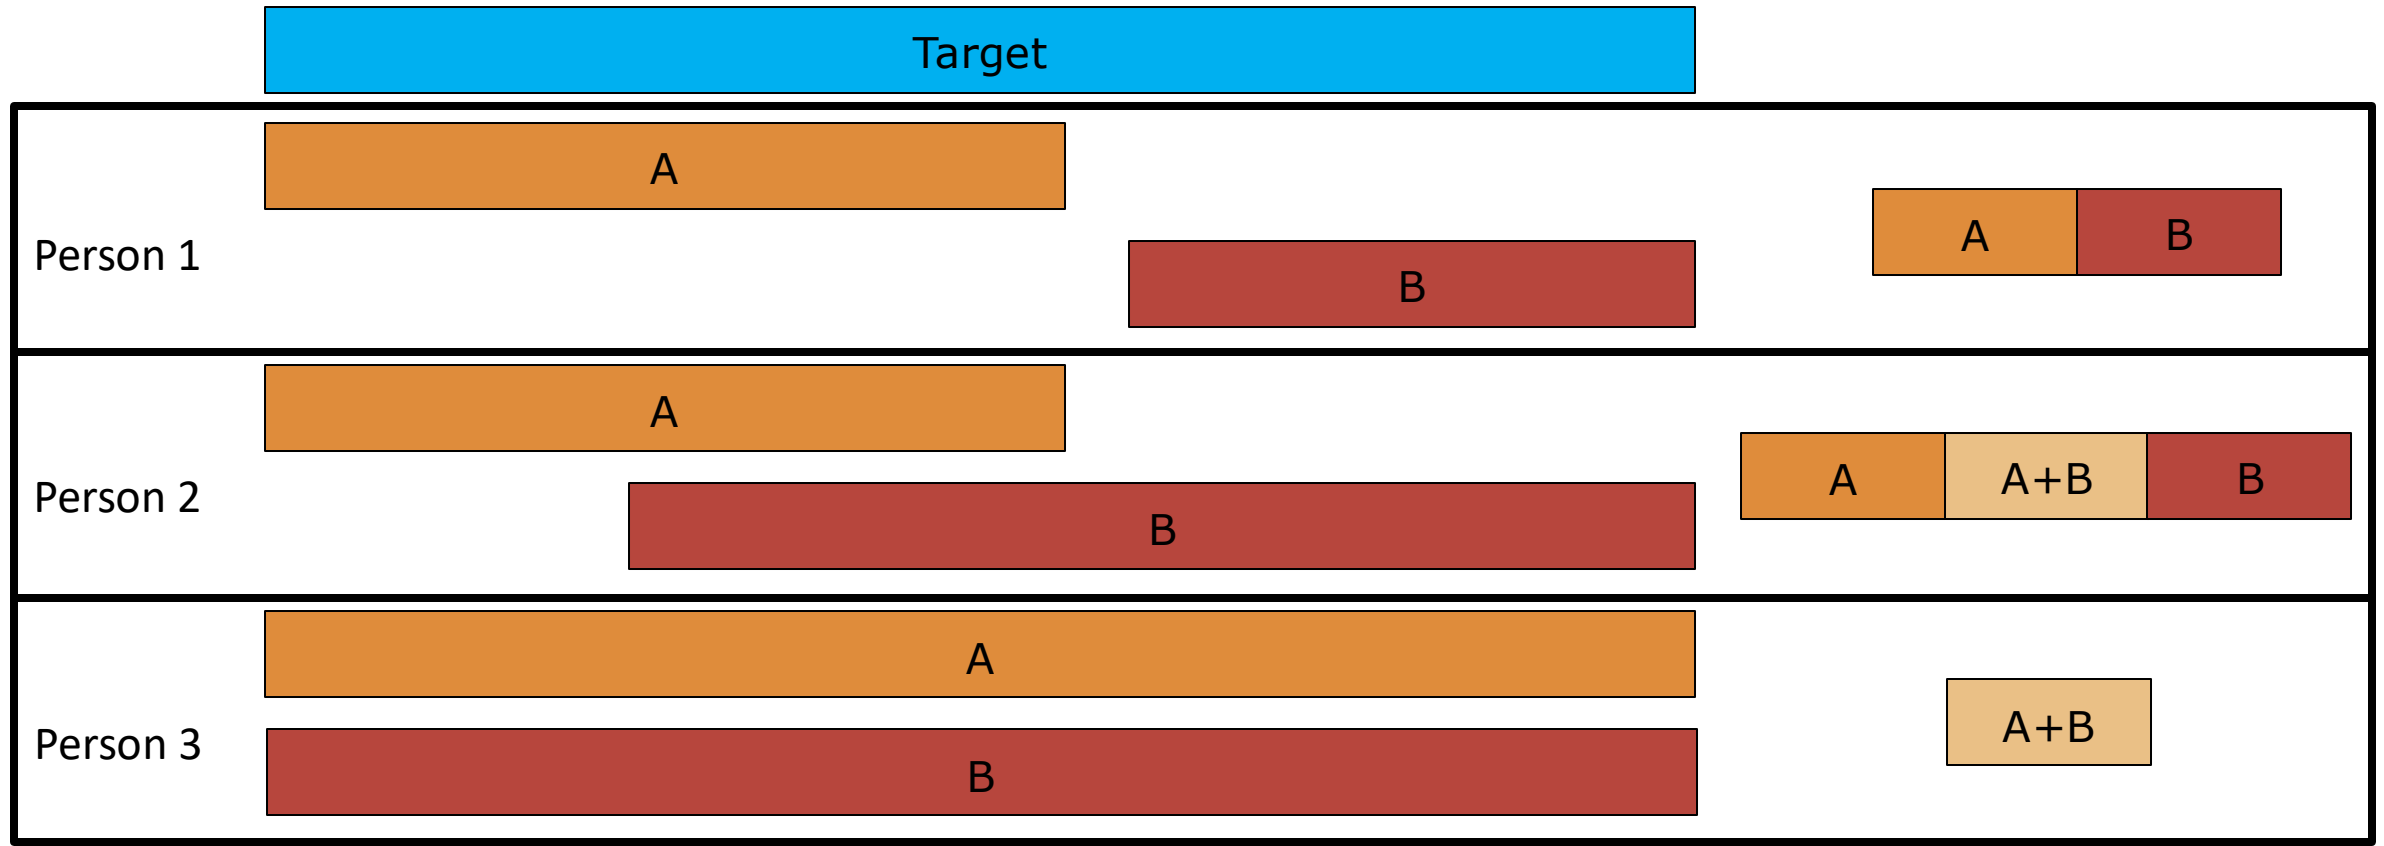 Target
A
Person 1
A B
B
A
Person 2
A A+B B
B
A
Person 3
A+B
B